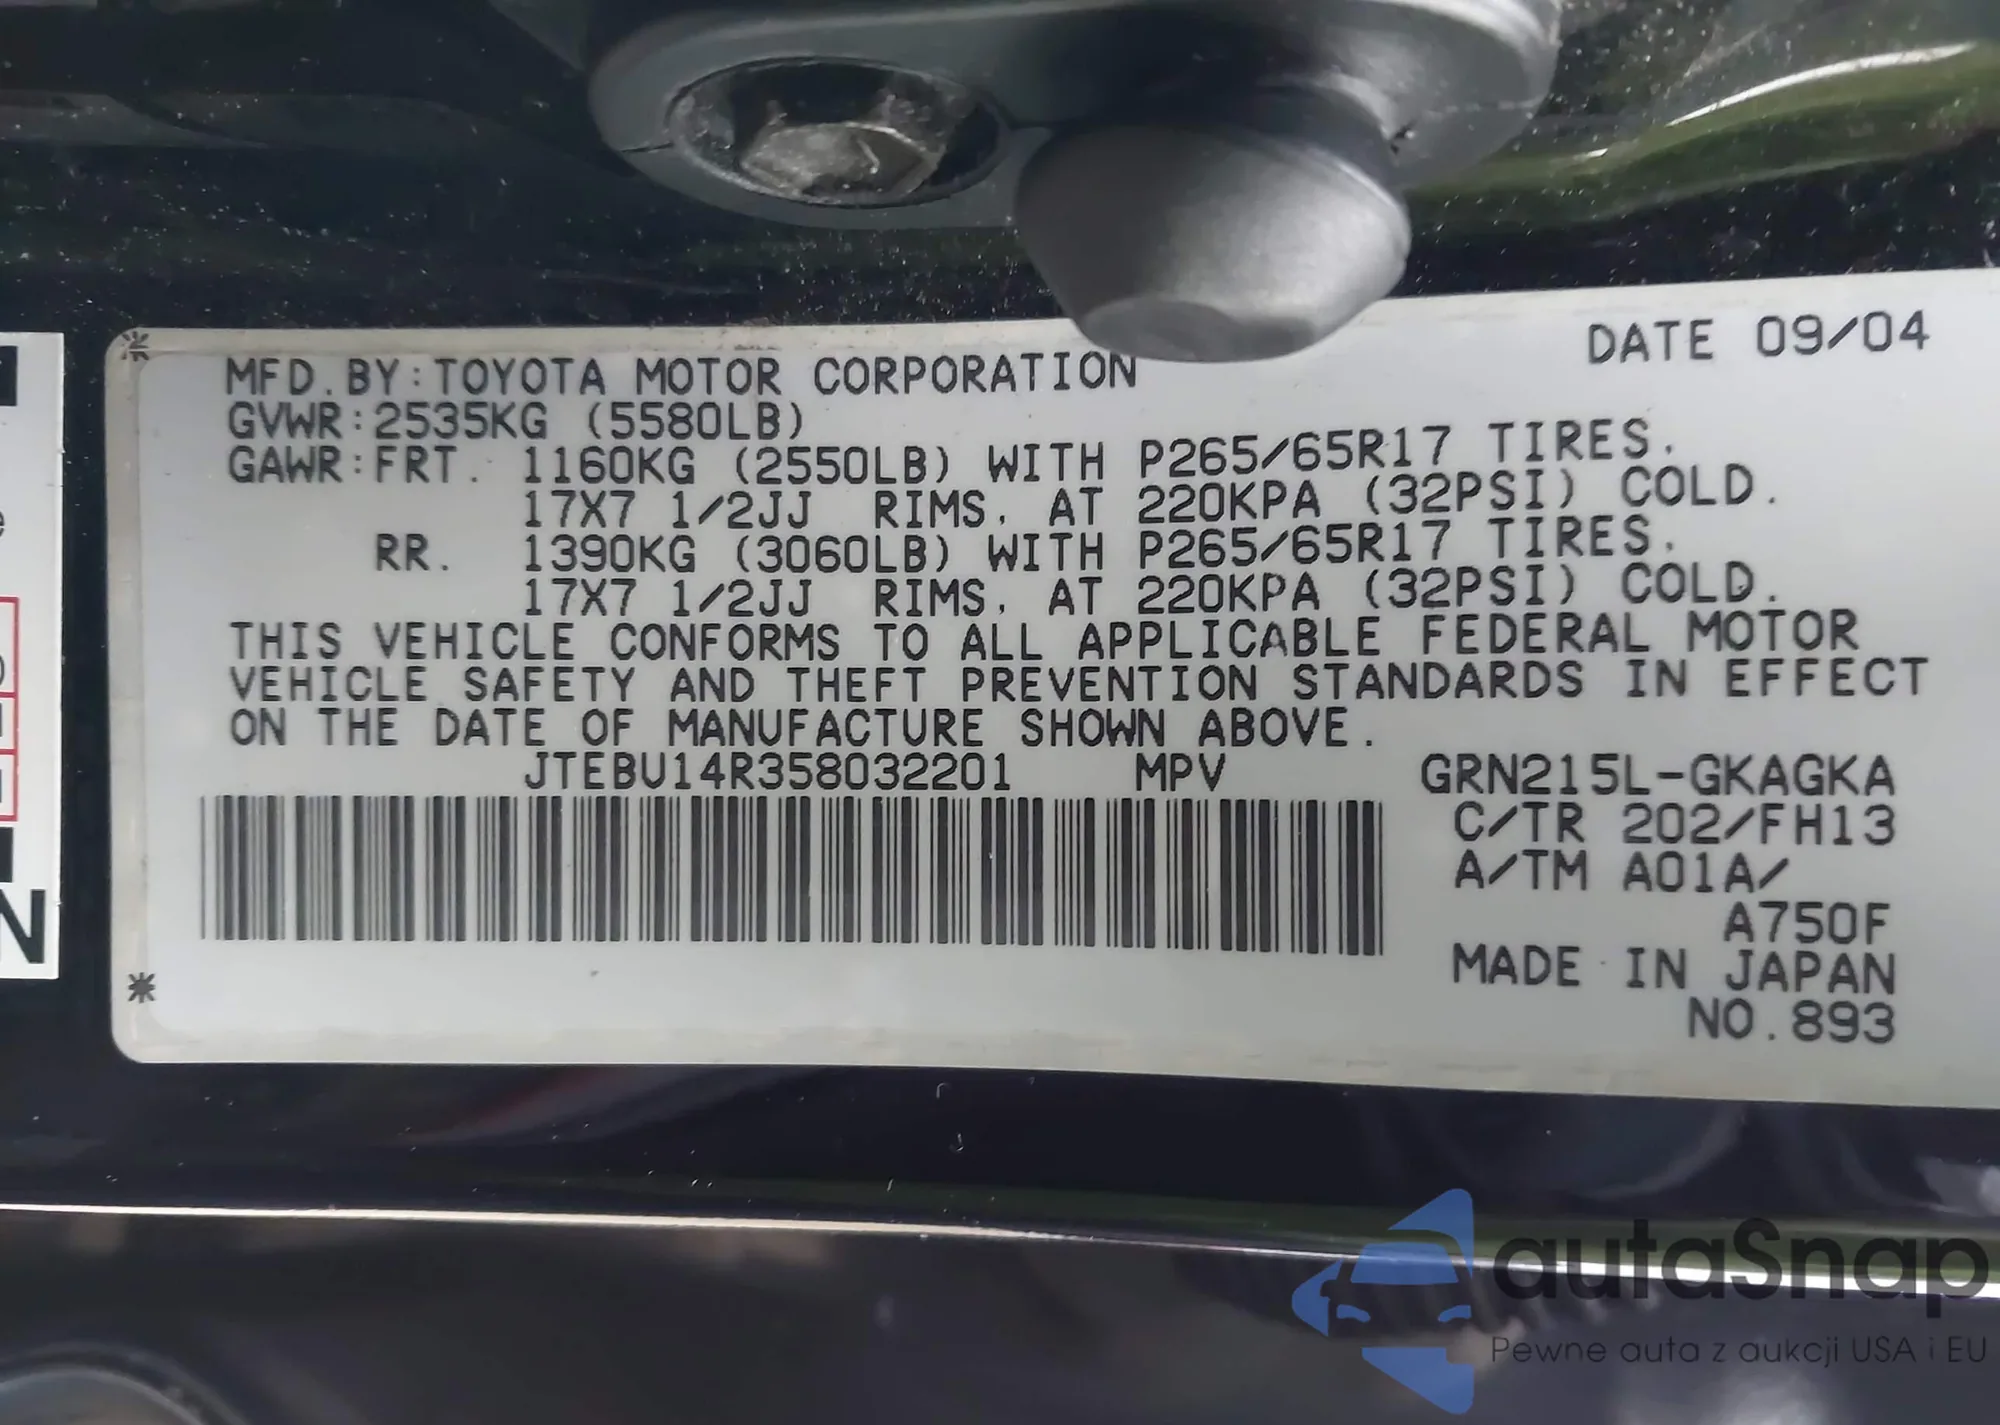 DATE 09/04
MFD.BY:TOYOTA MOTOR CORPORATION
GVWR:2535KG (5580LB)
GAWR:FRT. 1160KG (2550LB) WITH P265/65R17 TIRES.
17X7 1/2JJ RIMS, AT 220KPA (32PSI) COLD.
RR. 1390KG (3060LB) WITH P265/65R17 TIRES.
17X7 1/2JJ RIMS, AT 220KPA (32PSI) COLD.
THIS VEHICLE CONFORMS TO ALL APPLICABLE FEDERAL MOTOR
VEHICLE SAFETY AND THEFT PREVENTION STANDARDS IN EFFECT
ON THE DATE OF MANUFACTURE SHOWN ABOVE.
JTEBU14R358032201 MPV GRN215L-GKAGKA
C/TR 202/FH13
A/TM A01A/
A750F
MADE IN JAPAN
NO.893
N
autaSnap
Pewne auta z aukcji USA i EU